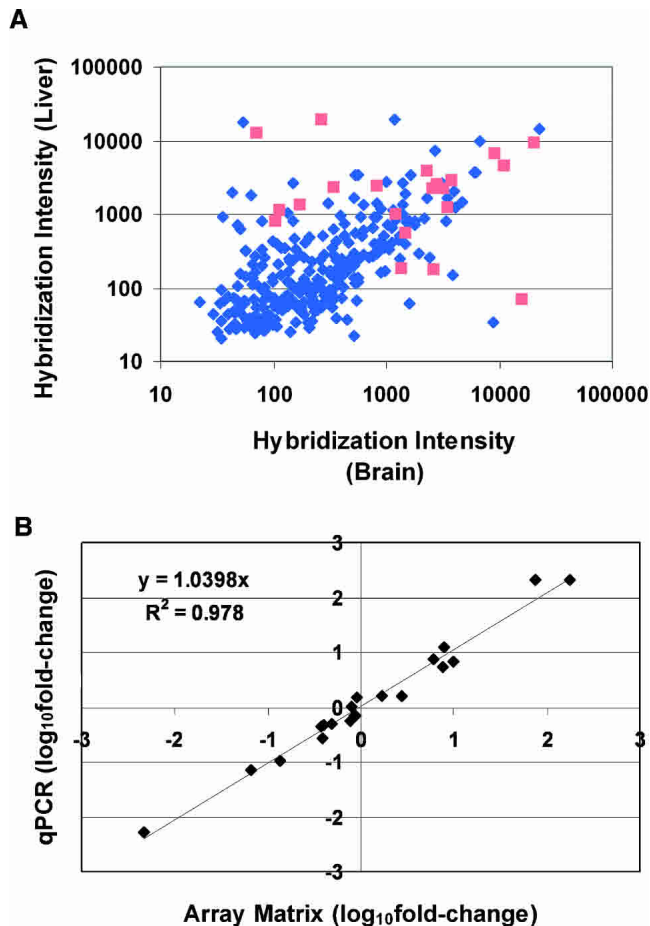 A
Hybridization Intensity (Liver)
100000
10000
1000
100
10
10 100 1000 10000 100000
Hybridization Intensity
(Brain)
B
qPCR (log₁₀fold-change)
y = 1.0398x
R² = 0.978
3
2
1
0
-1
-2
-3
-3 -2 -1 0 1 2 3
Array Matrix (log₁₀fold-change)